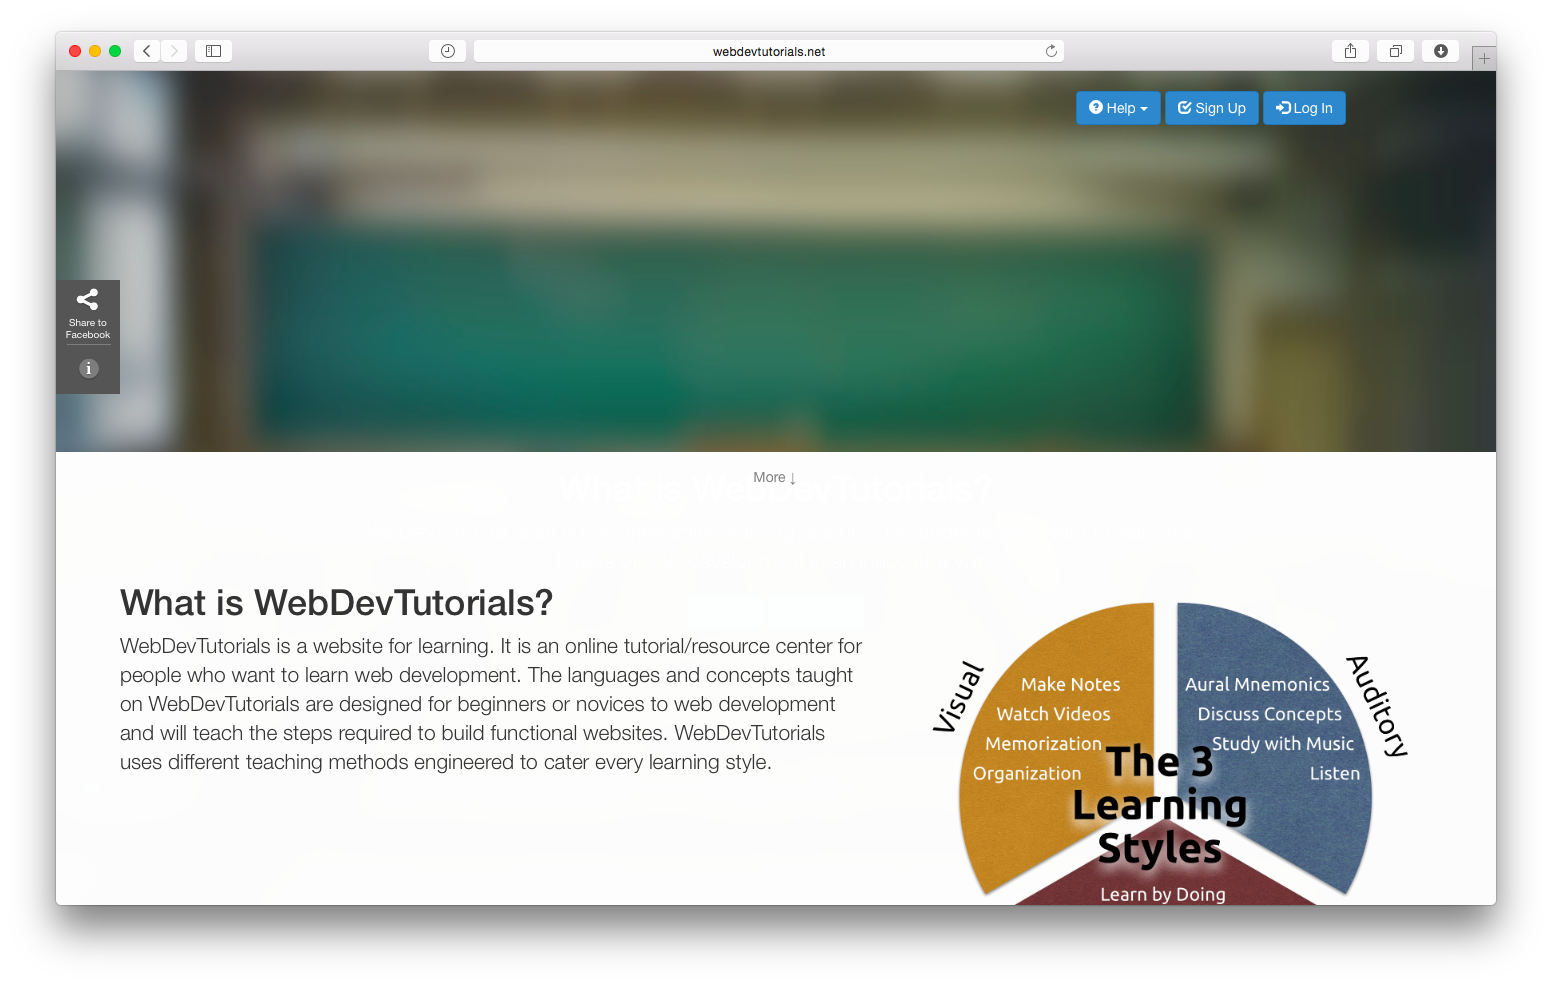 webdevtutorials.net
Help
Sign Up
Log In
Share to
Facebook
i
More ↓
What is WebDevTutorials?
What is WebDevTutorials?
WebDevTutorials is a website for learning. It is an online tutorial/resource center for
people who want to learn web development. The languages and concepts taught
on WebDevTutorials are designed for beginners or novices to web development
and will teach the steps required to build functional websites. WebDevTutorials
uses different teaching methods engineered to cater every learning style.
Visual
Make Notes
Watch Videos
Memorization
Organization
Auditory
Aural Mnemonics
Discuss Concepts
Study with Music
Listen
The 3
Learning
Styles
Learn by Doing